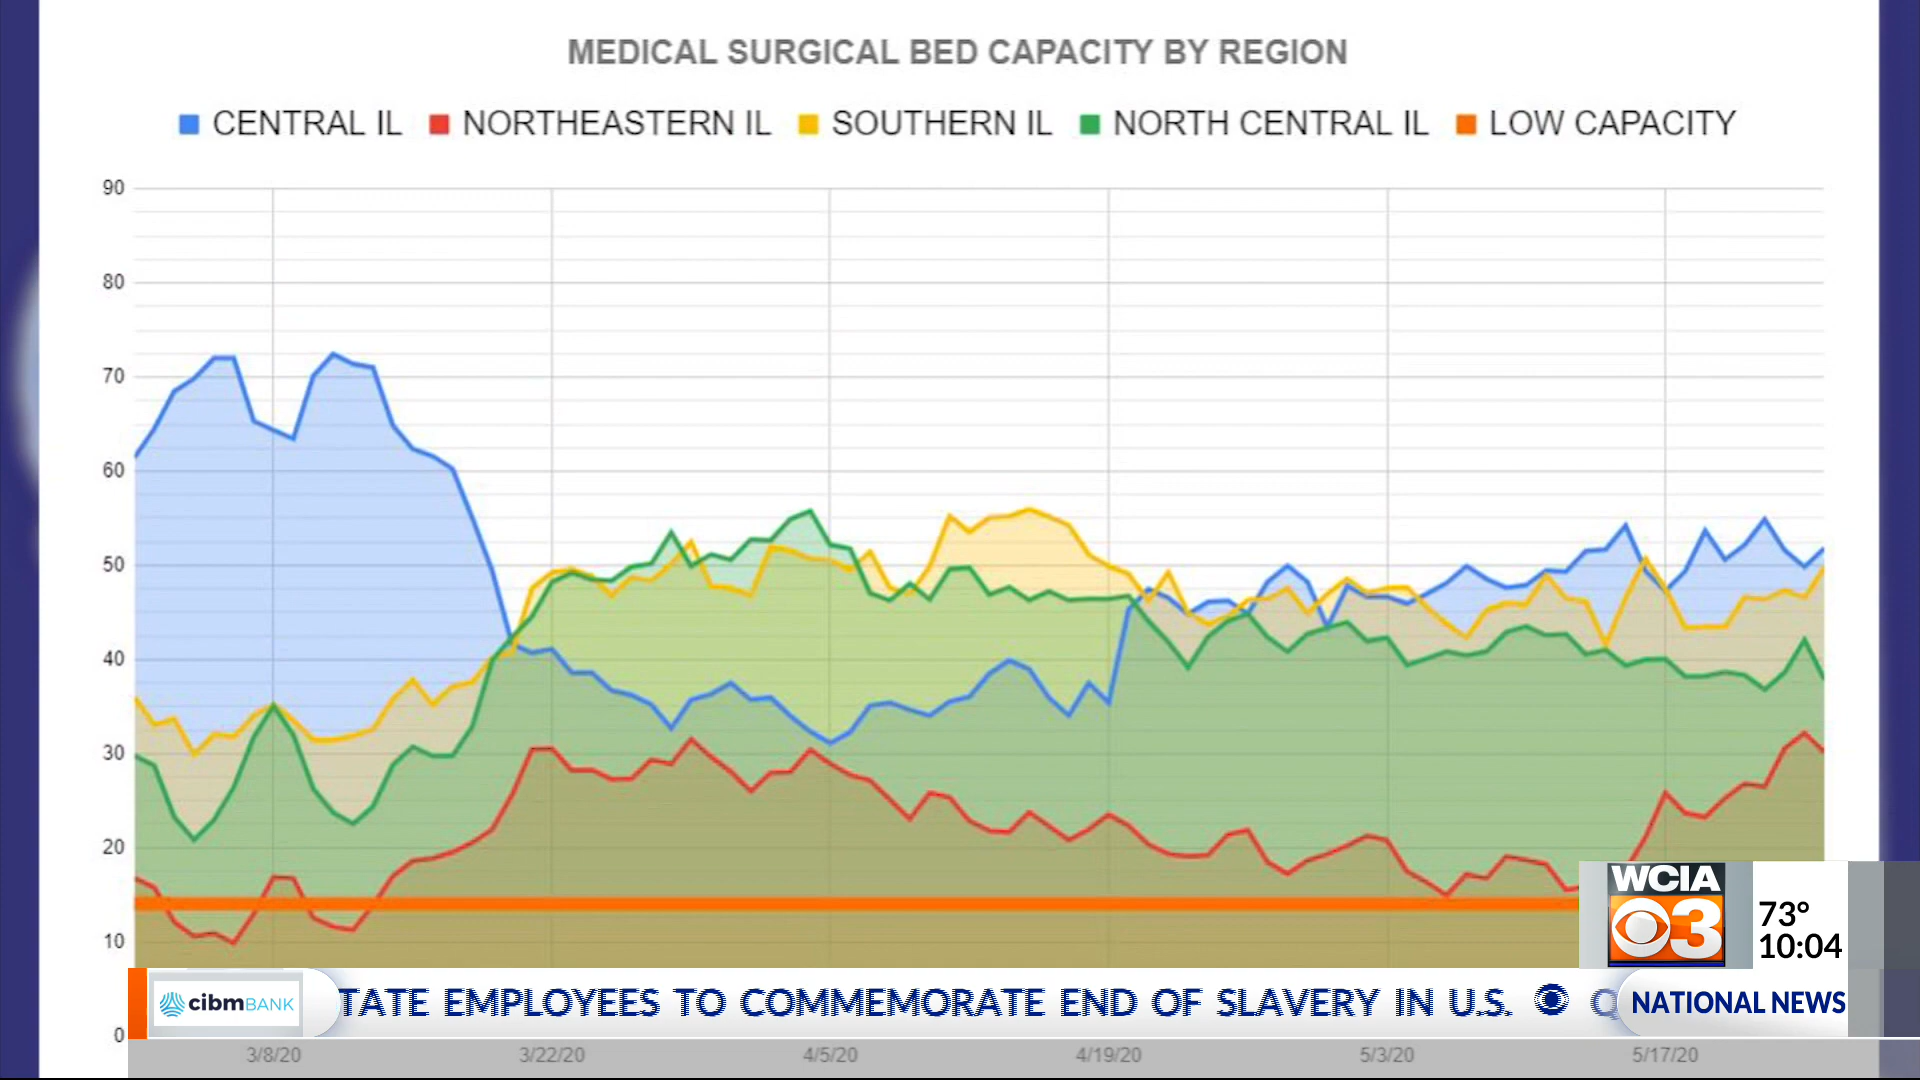 MEDICAL SURGICAL BED CAPACITY BY REGION
CENTRAL IL NORTHEASTERN IL SOUTHERN IL NORTH CENTRAL IL LOW CAPACITY
90
80
70
60
50
40
30
20
10
0
3/8/20 3/22/20 4/5/20 4/19/20 5/3/20 5/17/20
WCIA
3
73°
10:04
cibmBANK
TATE EMPLOYEES TO COMMEMORATE END OF SLAVERY IN U.S.
NATIONAL NEWS